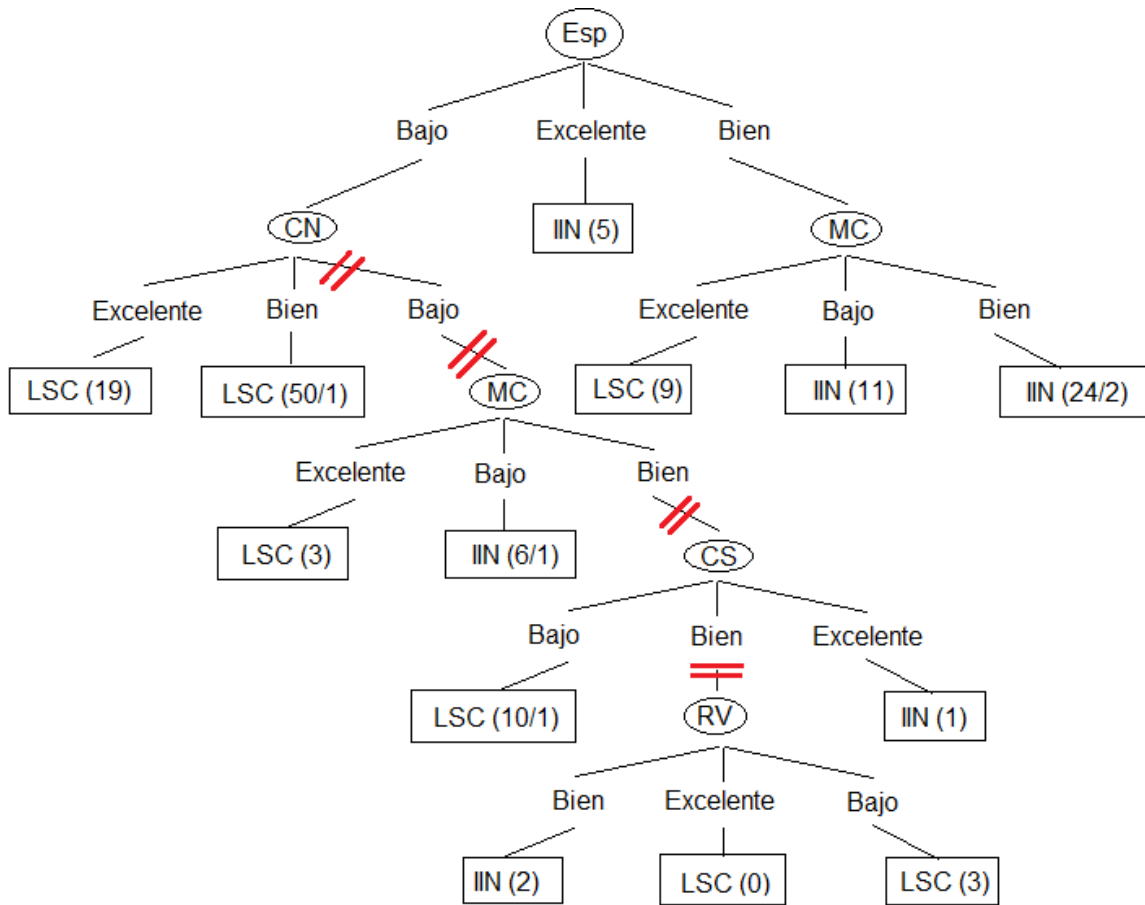 Esp
Bajo Excelente Bien
CN IIN (5) MC
Excelente Bien Bajo Excelente Bajo Bien
LSC (19) LSC (50/1) MC LSC (9) IIN (11) IIN (24/2)
Excelente Bajo Bien
LSC (3) IIN (6/1) CS
Bajo Bien Excelente
LSC (10/1) RV IIN (1)
Bien Excelente Bajo
IIN (2) LSC (0) LSC (3)